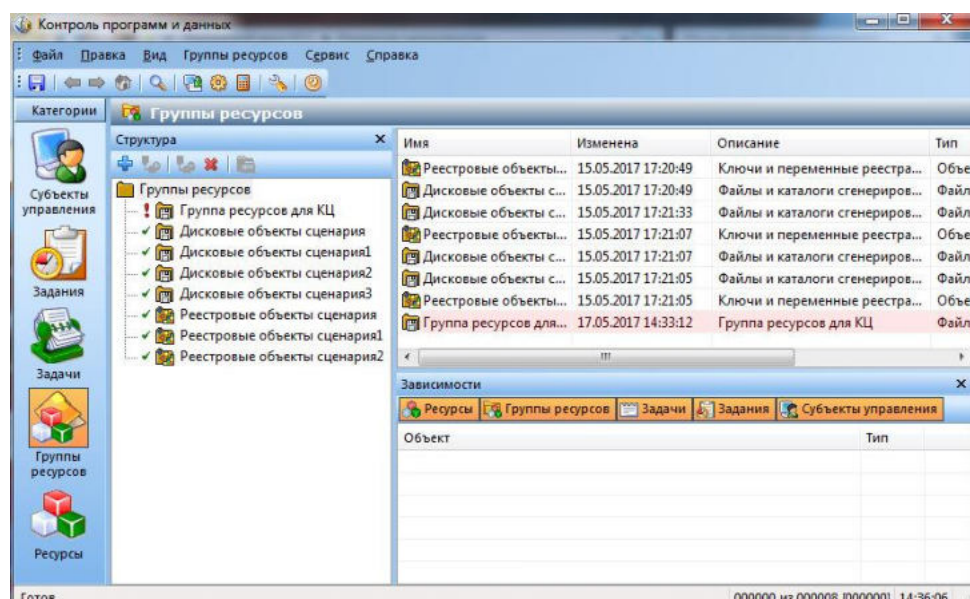 Контроль программ и данных
Файл Правка Вид Группы ресурсов Сервис Справка
Категории
Группы ресурсов
Субъекты управления
Задания
Задачи
Группы ресурсов
Ресурсы
Структура
Группы ресурсов
Группа ресурсов для КЦ
Дисковые объекты сценария
Дисковые объекты сценария1
Дисковые объекты сценария2
Дисковые объекты сценария3
Реестровые объекты сценария
Реестровые объекты сценария1
Реестровые объекты сценария2
Имя Изменена Описание Тип
Реестровые объекты... 15.05.2017 17:20:49 Ключи и переменные реестра... Объе
Дисковые объекты с... 15.05.2017 17:20:49 Файлы и каталоги сгенериров... Файл
Дисковые объекты с... 15.05.2017 17:21:33 Файлы и каталоги сгенериров... Файл
Реестровые объекты... 15.05.2017 17:21:07 Ключи и переменные реестра... Объе
Дисковые объекты с... 15.05.2017 17:21:07 Файлы и каталоги сгенериров... Файл
Дисковые объекты с... 15.05.2017 17:21:05 Файлы и каталоги сгенериров... Файл
Реестровые объекты... 15.05.2017 17:21:05 Ключи и переменные реестра... Объе
Группа ресурсов для... 17.05.2017 14:33:12 Группа ресурсов для КЦ Файл
Зависимости
Ресурсы Группы ресурсов Задачи Задания Субъекты управления
Объект Тип
Готов 000000 из 000008 [000000] 14:36:06